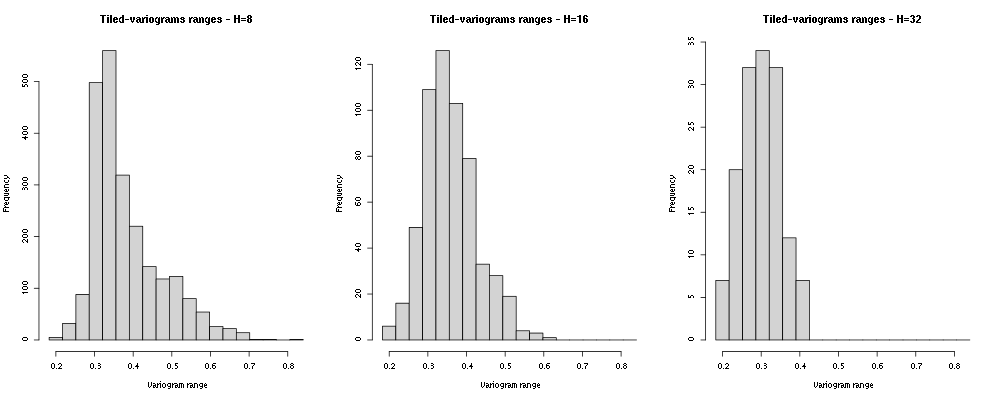 Tiled-variograms ranges - H=8
Frequency
0
100
200
300
400
500
0.2 0.3 0.4 0.5 0.6 0.7 0.8
Variogram range
Tiled-variograms ranges - H=16
Frequency
0
20
40
60
80
100
120
0.2 0.3 0.4 0.5 0.6 0.7 0.8
Variogram range
Tiled-variograms ranges - H=32
Frequency
0
5
10
15
20
25
30
35
0.2 0.3 0.4 0.5 0.6 0.7 0.8
Variogram range